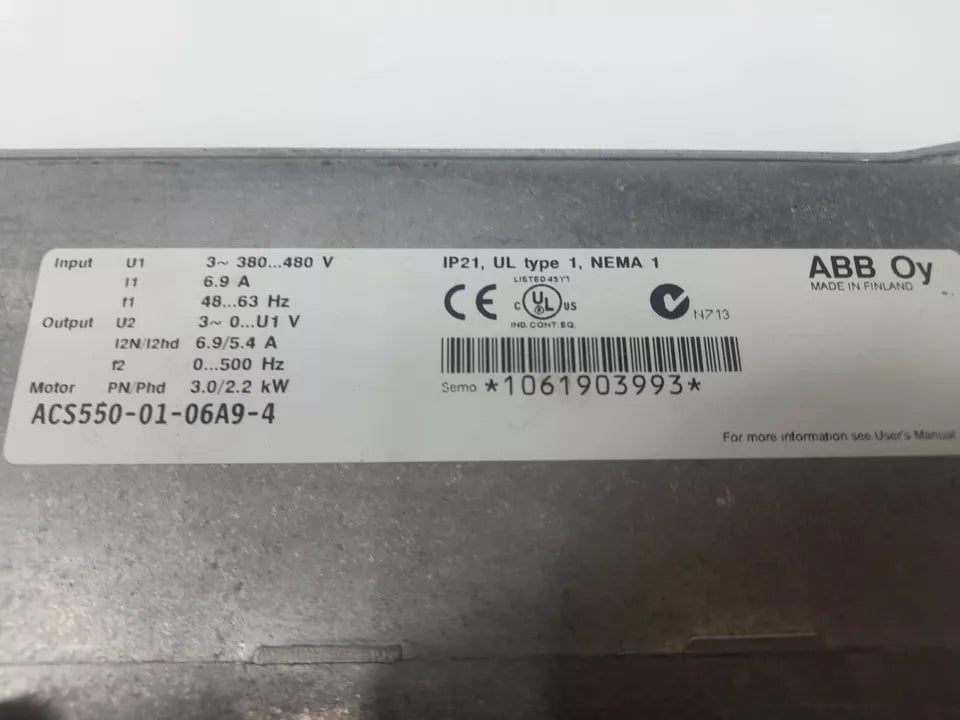 Input U1 3~ 380...480 V
I1 6.9 A
f1 48...63 Hz
Output U2 3~ 0...U1 V
I2N/I2hd 6.9/5.4 A
f2 0...500 Hz
Motor PN/Phd 3.0/2.2 kW
ACS550-01-06A9-4
IP21, UL type 1, NEMA 1
LISTED 45Y1
CE C UL US
IND. CONT. EQ.
N713
Serno *1061903993*
ABB Oy
MADE IN FINLAND
For more information see User's Manual